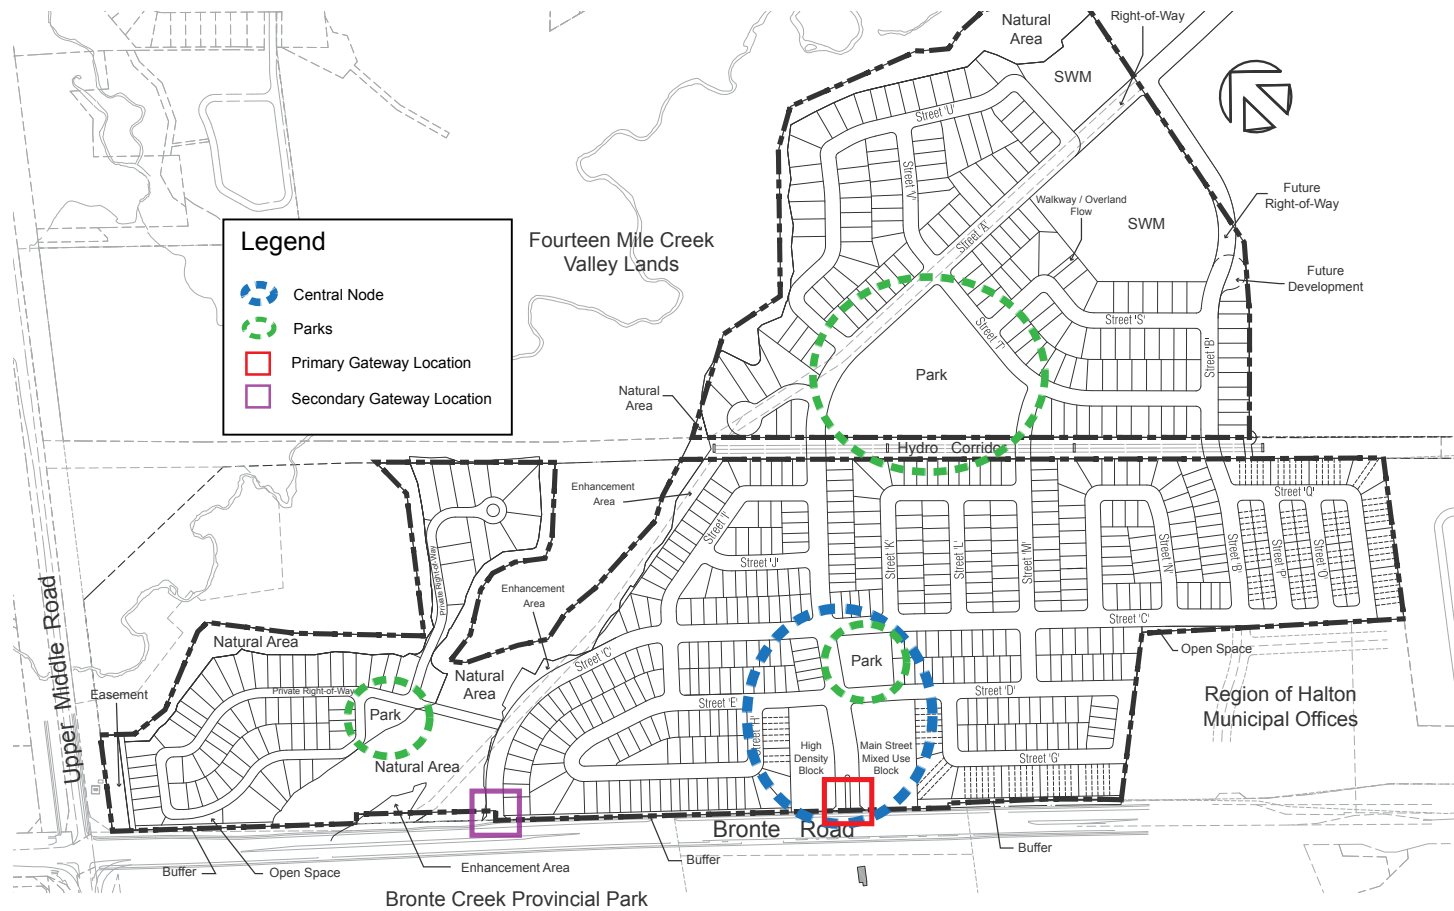 Natural
Area
Right-of-Way
SWM
Street 'U'
Street 'V'
Walkway / Overland
Flow
SWM
Future
Right-of-Way
Street 'A'
Future
Development
Fourteen Mile Creek
Valley Lands
Legend
Central Node
Parks
Primary Gateway Location
Secondary Gateway Location
Street 'S'
Street 'T'
Street 'B'
Park
Natural
Area
Hydro Corridor
Enhancement
Area
Street 'I'
Street 'Q'
Street 'J'
Street 'K'
Street 'L'
Street 'M'
Street 'N'
Street 'B'
Street 'P'
Street 'O'
Private Right-of-Way
Enhancement
Area
Upper Middle Road
Natural Area
Street 'C'
Street 'C'
Open Space
Park
Natural
Area
Easement
Private Right-of-Way
Park
Street 'E'
Street 'D'
Region of Halton
Municipal Offices
High
Density
Block
Main Street
Mixed Use
Block
Street 'G'
Natural Area
Bronte Road
Buffer
Open Space
Enhancement Area
Buffer
Buffer
Bronte Creek Provincial Park